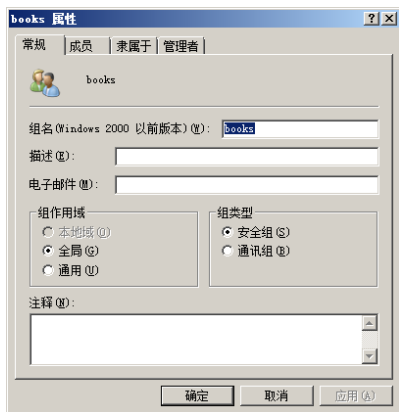 books 属性
常规 成员 隶属于 管理者
books
组名(Windows 2000 以前版本)(W): books
描述(E):
电子邮件(M):
组作用域 组类型
本地域(O) 安全组(S)
全局(G) 通讯组(B)
通用(U)
注释(N):
确定 取消 应用(A)